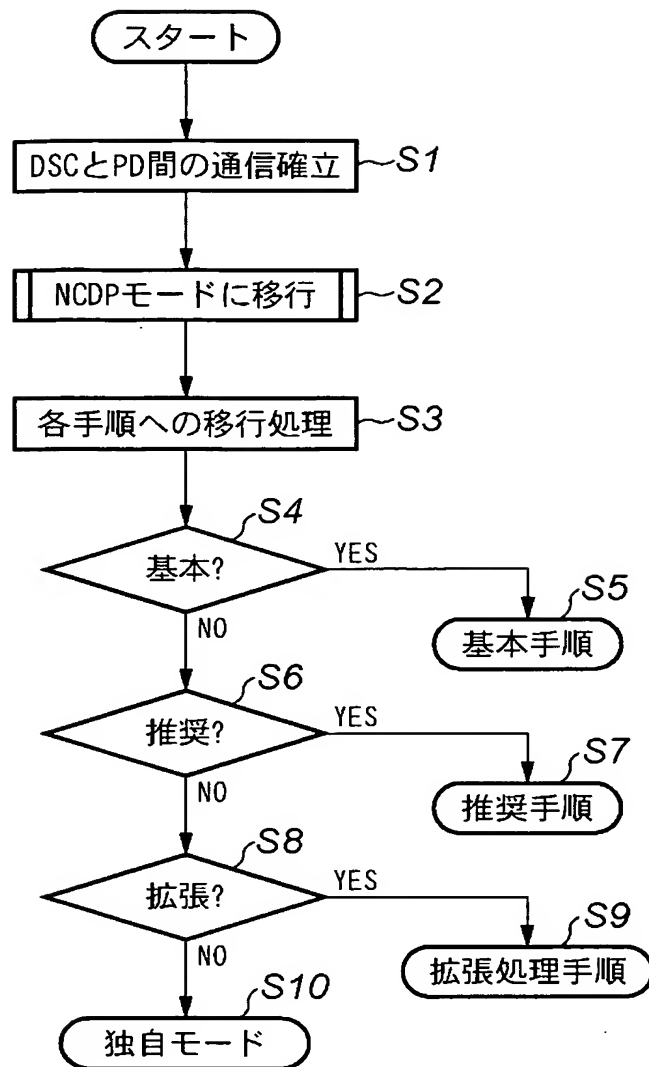 スタート
DSCとPD間の通信確立 S1
NCDPモードに移行 S2
各手順への移行処理 S3
S4
基本? YES
S5
基本手順
NO
S6
推奨? YES
S7
推奨手順
NO
S8
拡張? YES
S9
拡張処理手順
NO
S10
独自モード